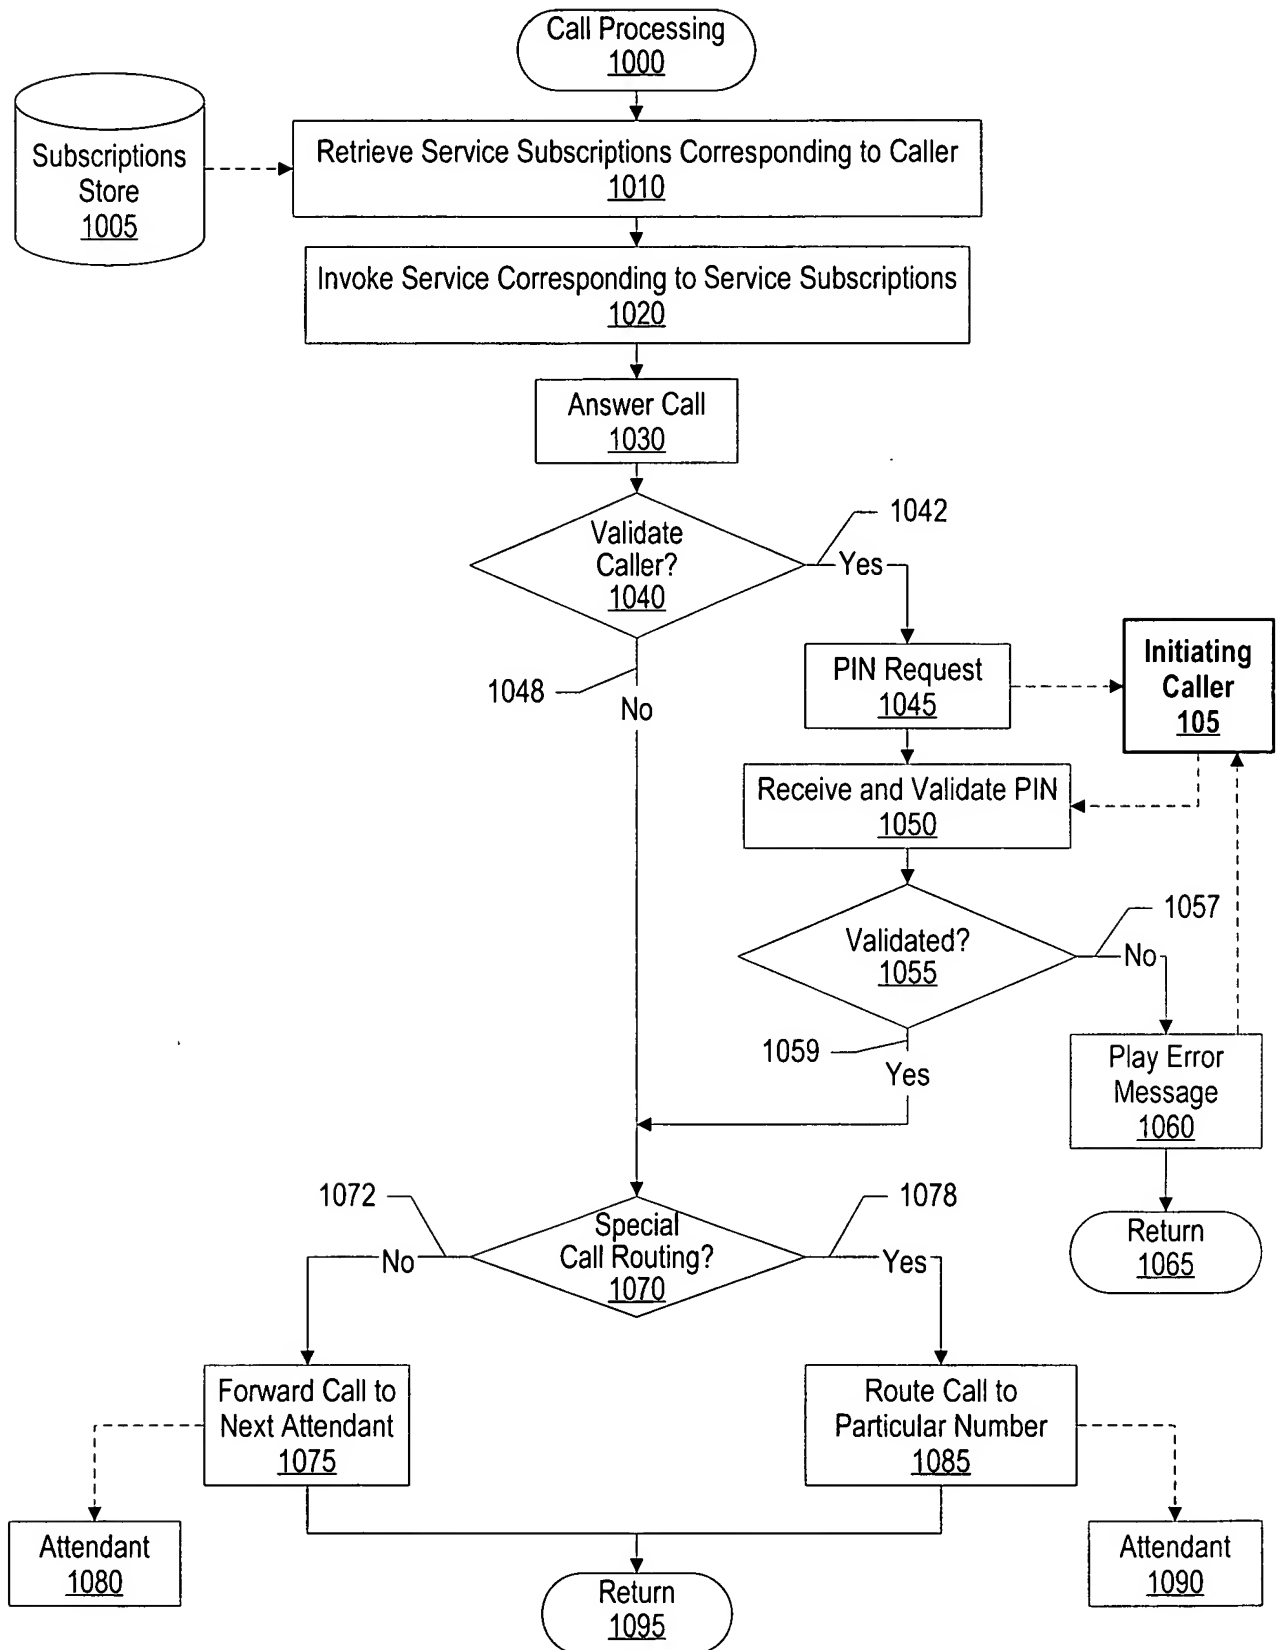 Call Processing
1000
Subscriptions
Store
1005
Retrieve Service Subscriptions Corresponding to Caller
1010
Invoke Service Corresponding to Service Subscriptions
1020
Answer Call
1030
Validate
Caller?
1040
1042
Yes
1048
No
PIN Request
1045
Initiating
Caller
105
Receive and Validate PIN
1050
Validated?
1055
1057
No
1059
Yes
Play Error
Message
1060
Return
1065
1072
No
Special
Call Routing?
1070
1078
Yes
Forward Call to
Next Attendant
1075
Route Call to
Particular Number
1085
Attendant
1080
Attendant
1090
Return
1095